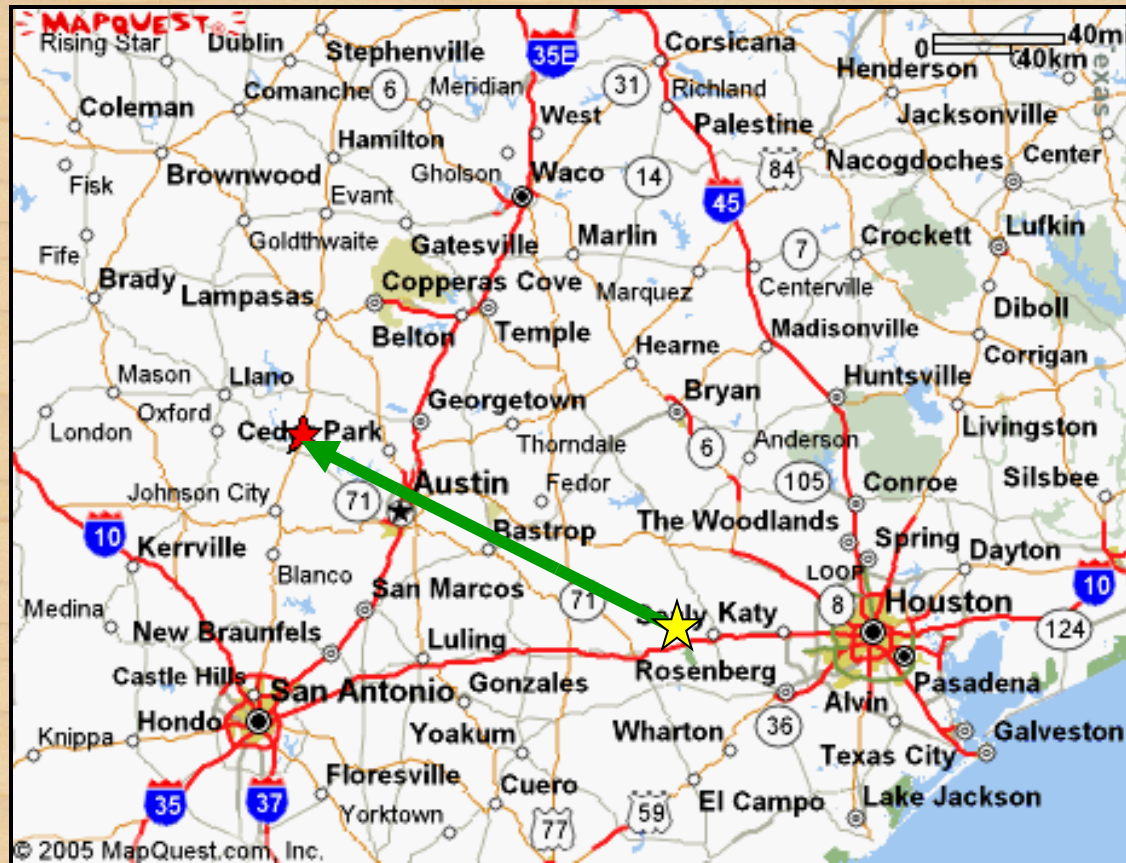 MAPQUEST
Rising Star
Dublin
Stephenville
35E
Corsicana
0 40mi
40km
Texas
Henderson
Coleman
Comanche
6
Meridian
31
Richland
Jacksonville
West
Palestine
Hamilton
Nacogdoches
Center
Fisk
Brownwood
Gholson
Waco
14
84
Evant
45
Goldthwaite
Gatesville
Marlin
7
Crockett
Lufkin
Fife
Brady
Copperas Cove
Marquez
Centerville
Lampasas
Diboll
Belton
Temple
Madisonville
Hearne
Corrigan
Mason
Llano
Bryan
Huntsville
Oxford
Georgetown
London
Thorndale
6
Anderson
Livingston
Johnson City
71
Austin
Fedor
105
Conroe
Silsbee
10
Kerrville
Bastrop
The Woodlands
Spring
Dayton
Blanco
San Marcos
71
LOOP
8
10
Medina
New Braunfels
Luling
Katy
Houston
124
Castle Hills
San Antonio
Gonzales
Rosenberg
Pasadena
Hondo
Alvin
Knippa
Yoakum
Wharton
36
Texas City
Galveston
35
37
Floresville
Cuero
Yorktown
77
59
El Campo
Lake Jackson
© 2005 MapQuest.com, Inc.